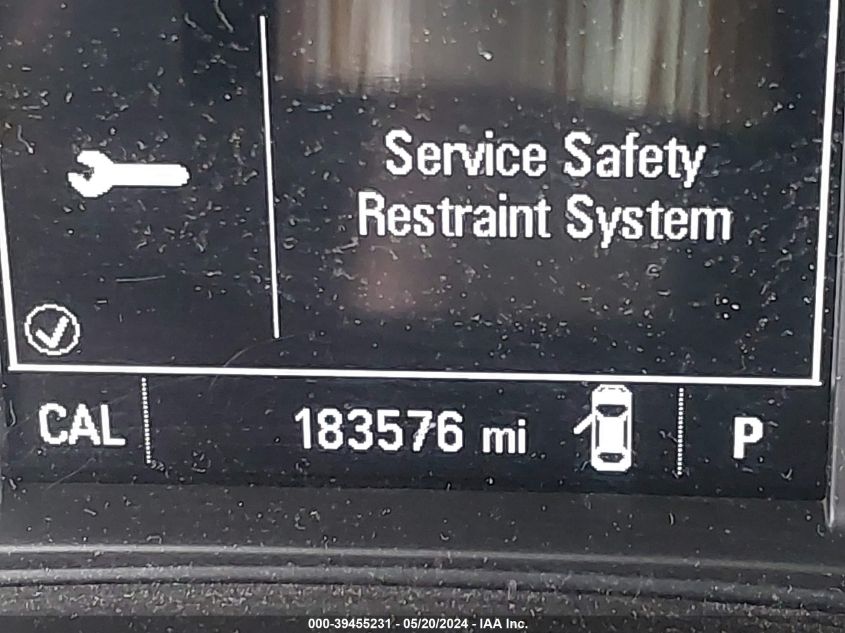 Service Safety
Restraint System
CAL 183576 mi P
000-39455231 - 05/20/2024 - IAA Inc.